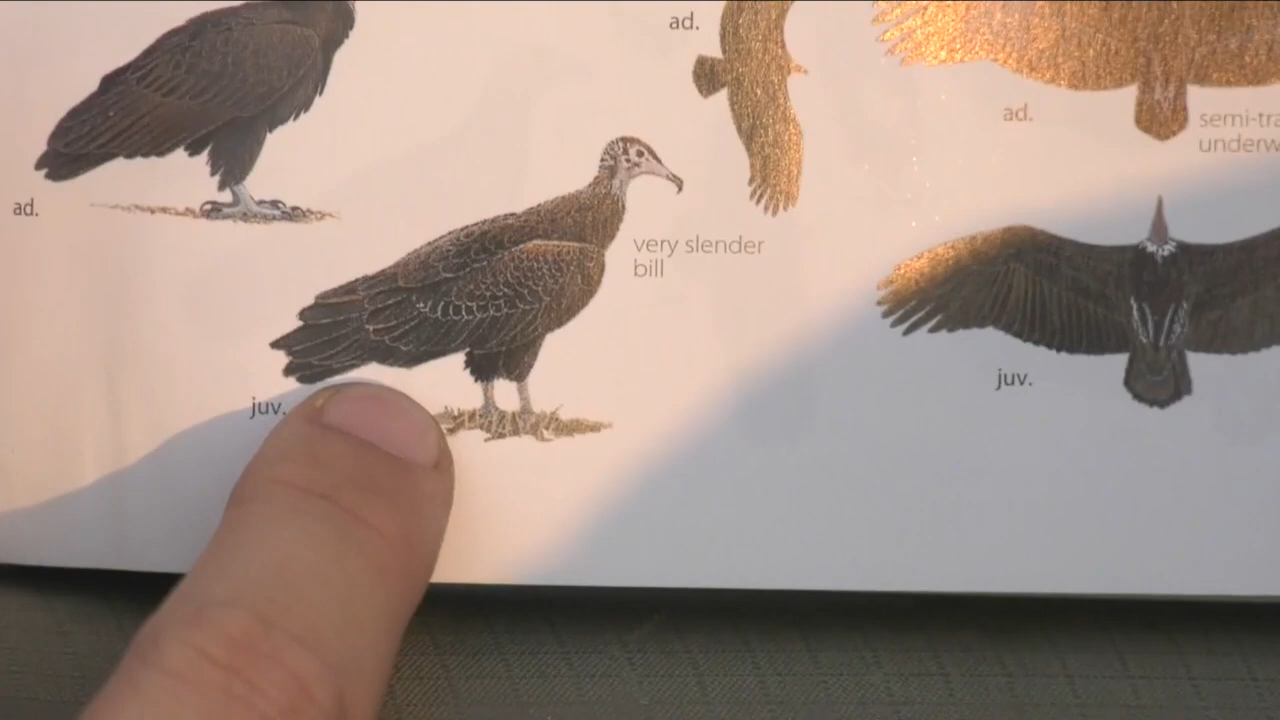 ad.
ad.
ad.
semi-tra
underw
very slender
bill
juv.
juv.